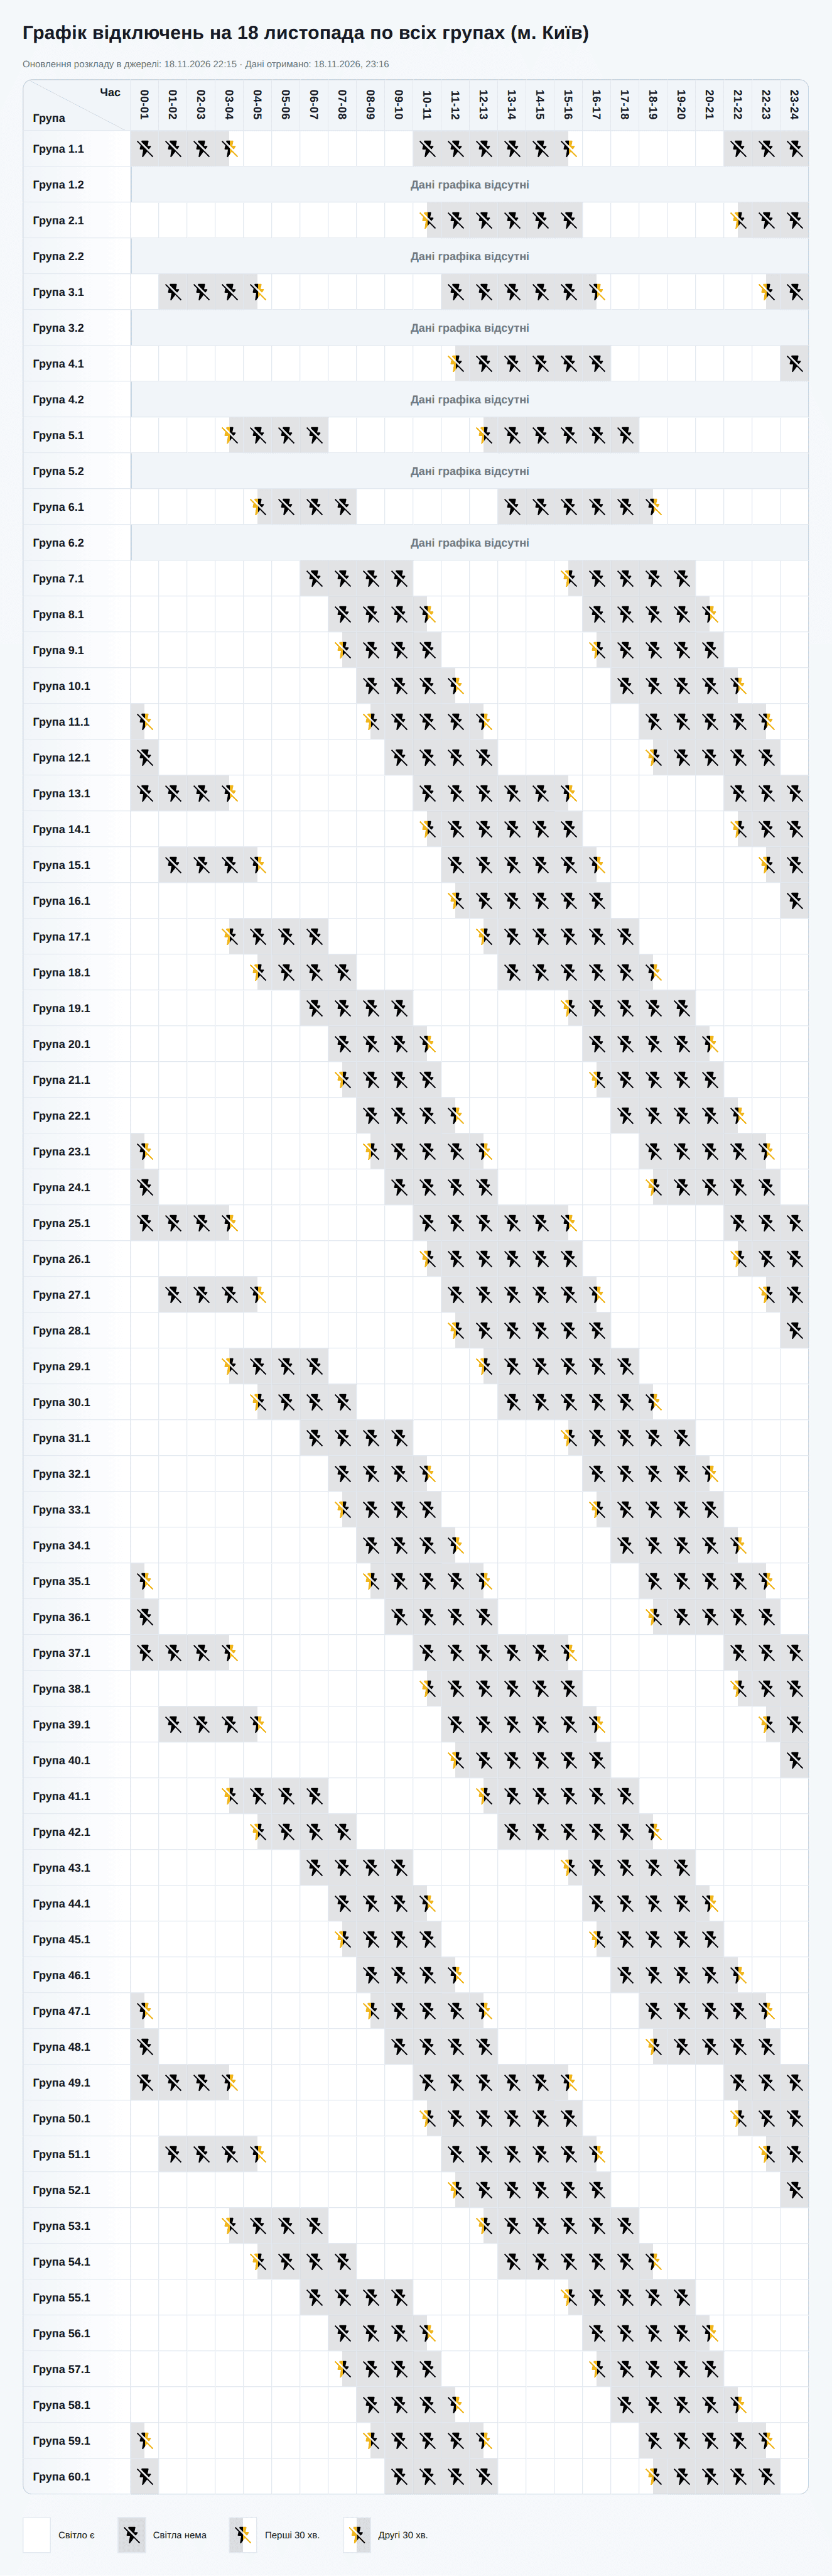 Графік відключень на 18 листопада по всіх групах (м. Київ)
Оновлення розкладу в джерелі: 18.11.2026 22:15 · Дані отримано: 18.11.2026, 23:16
Час
Група
00-01 01-02 02-03 03-04 04-05 05-06 06-07 07-08 08-09 09-10 10-11 11-12 12-13 13-14 14-15 15-16 16-17 17-18 18-19 19-20 20-21 21-22 22-23 23-24
Група 1.1
Група 1.2 Дані графіка відсутні
Група 2.1
Група 2.2 Дані графіка відсутні
Група 3.1
Група 3.2 Дані графіка відсутні
Група 4.1
Група 4.2 Дані графіка відсутні
Група 5.1
Група 5.2 Дані графіка відсутні
Група 6.1
Група 6.2 Дані графіка відсутні
Група 7.1
Група 8.1
Група 9.1
Група 10.1
Група 11.1
Група 12.1
Група 13.1
Група 14.1
Група 15.1
Група 16.1
Група 17.1
Група 18.1
Група 19.1
Група 20.1
Група 21.1
Група 22.1
Група 23.1
Група 24.1
Група 25.1
Група 26.1
Група 27.1
Група 28.1
Група 29.1
Група 30.1
Група 31.1
Група 32.1
Група 33.1
Група 34.1
Група 35.1
Група 36.1
Група 37.1
Група 38.1
Група 39.1
Група 40.1
Група 41.1
Група 42.1
Група 43.1
Група 44.1
Група 45.1
Група 46.1
Група 47.1
Група 48.1
Група 49.1
Група 50.1
Група 51.1
Група 52.1
Група 53.1
Група 54.1
Група 55.1
Група 56.1
Група 57.1
Група 58.1
Група 59.1
Група 60.1
Світло є Світла нема Перші 30 хв. Другі 30 хв.